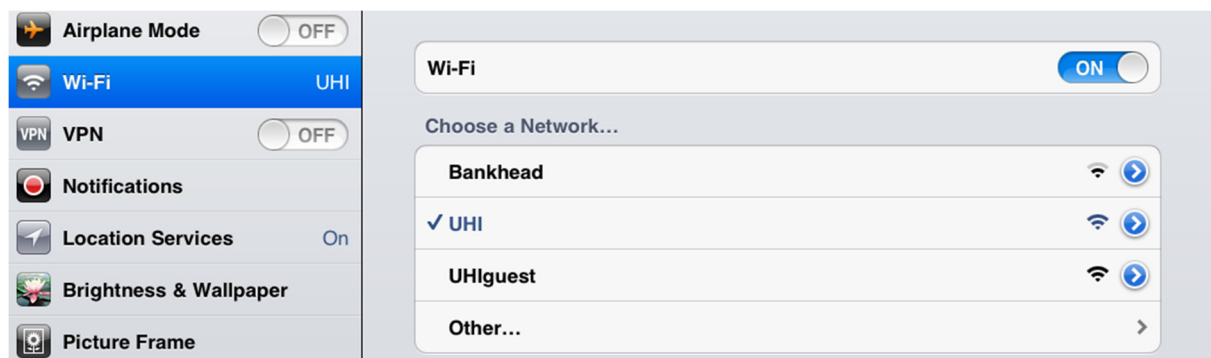 Airplane Mode OFF
Wi-Fi UHI
VPN VPN OFF
Notifications
Location Services On
Brightness & Wallpaper
Picture Frame
Wi-Fi ON
Choose a Network...
Bankhead
UHI
UHIguest
Other...